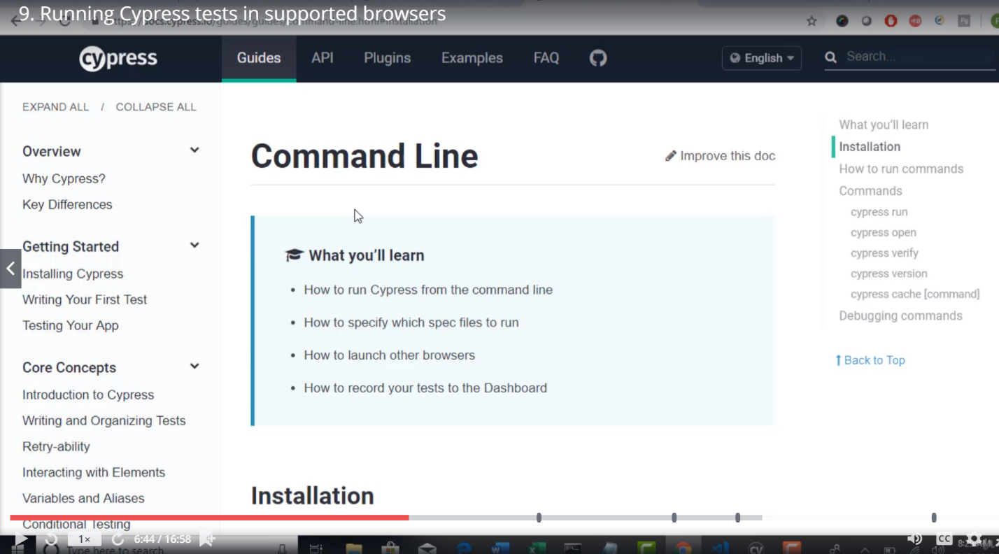 9. Running Cypress tests in supported browsers
https://docs.cypress.io/guides/guides/command-line.html#Installation
cypress
Guides
API
Plugins
Examples
FAQ
English
Search...
EXPAND ALL / COLLAPSE ALL
Overview
Why Cypress?
Key Differences
Getting Started
Installing Cypress
Writing Your First Test
Testing Your App
Core Concepts
Introduction to Cypress
Writing and Organizing Tests
Retry-ability
Interacting with Elements
Variables and Aliases
Conditional Testing
Command Line
Improve this doc
What you'll learn
• How to run Cypress from the command line
• How to specify which spec files to run
• How to launch other browsers
• How to record your tests to the Dashboard
Installation
What you'll learn
Installation
How to run commands
Commands
cypress run
cypress open
cypress verify
cypress version
cypress cache [command]
Debugging commands
Back to Top
1×
6:44 / 16:58
CC
Type here to search